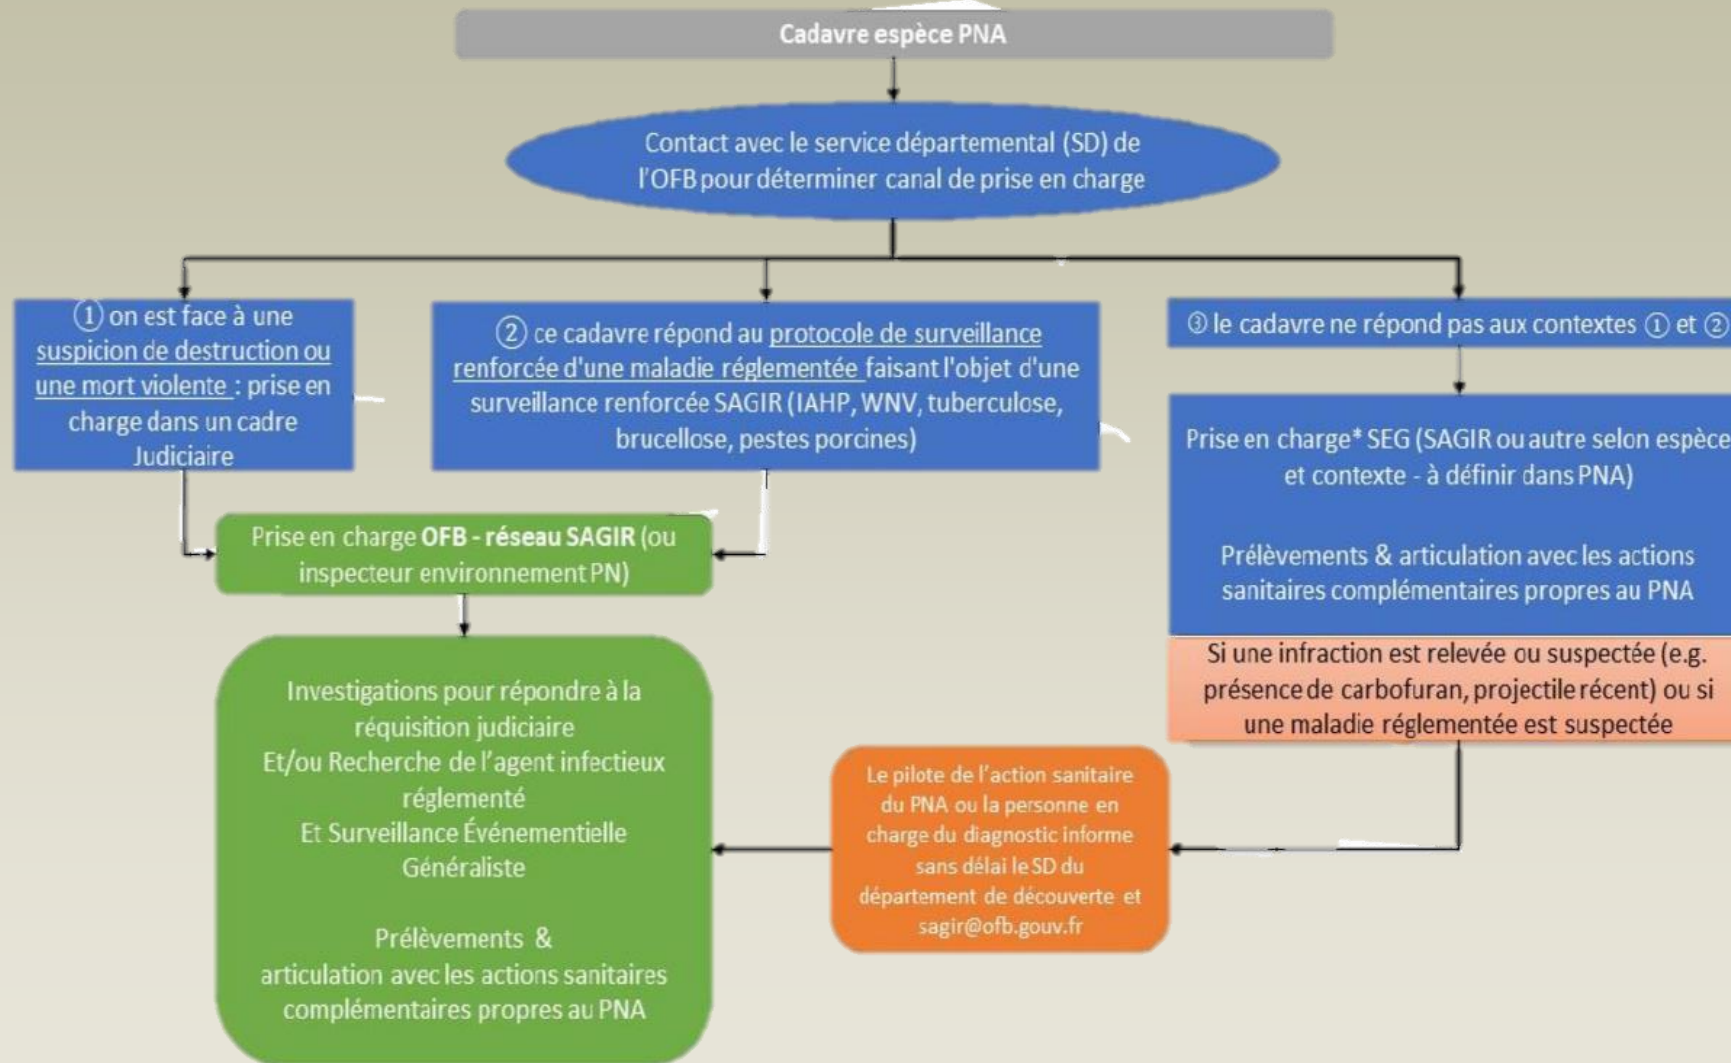 Cadavre espèce PNA
Contact avec le service départemental (SD) de
l'OFB pour déterminer canal de prise en charge
① on est face à une
suspicion de destruction ou
une mort violente : prise en
charge dans un cadre
Judiciaire
② ce cadavre répond au protocole de surveillance
renforcée d'une maladie réglementée faisant l'objet d'une
surveillance renforcée SAGIR (IAHP, WNV, tuberculose,
brucellose, pestes porcines)
③ le cadavre ne répond pas aux contextes ① et ②
Prise en charge* SEG (SAGIR ou autre selon espèce
et contexte - à définir dans PNA)
Prélèvements & articulation avec les actions
sanitaires complémentaires propres au PNA
Si une infraction est relevée ou suspectée (e.g.
présence de carbofuran, projectile récent) ou si
une maladie réglementée est suspectée
Prise en charge OFB - réseau SAGIR (ou
inspecteur environnement PN)
Investigations pour répondre à la
réquisition judiciaire
Et/ou Recherche de l'agent infectieux
réglementé
Et Surveillance Événementielle
Généraliste
Prélèvements &
articulation avec les actions sanitaires
complémentaires propres au PNA
Le pilote de l'action sanitaire
du PNA ou la personne en
charge du diagnostic informe
sans délai le SD du
département de découverte et
sagir@ofb.gouv.fr